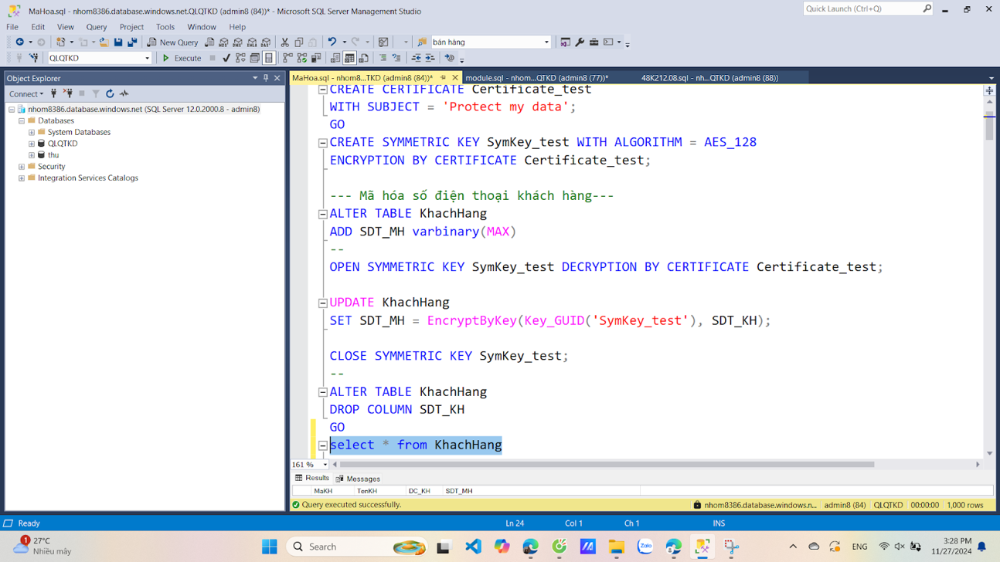 MaHoa.sql - nhom8386.database.windows.net.QLQTKD (admin8 (84))* - Microsoft SQL Server Management Studio
Quick Launch (Ctrl+Q)
File Edit View Query Project Tools Window Help
New Query
bán hàng
QLQTKD
Execute
Object Explorer
Connect
nhom8386.database.windows.net (SQL Server 12.0.2000.8 - admin8)
Databases
System Databases
QLQTKD
thu
Security
Integration Services Catalogs
MaHoa.sql - nhom8...TKD (admin8 (84))*
module.sql - nhom...QTKD (admin8 (77))*
48K212.08.sql - nh...QTKD (admin8 (88))
CREATE CERTIFICATE Certificate_test
WITH SUBJECT = 'Protect my data';
GO
CREATE SYMMETRIC KEY SymKey_test WITH ALGORITHM = AES_128
ENCRYPTION BY CERTIFICATE Certificate_test;
--- Mã hóa số điện thoại khách hàng---
ALTER TABLE KhachHang
ADD SDT_MH varbinary(MAX)
--
OPEN SYMMETRIC KEY SymKey_test DECRYPTION BY CERTIFICATE Certificate_test;
UPDATE KhachHang
SET SDT_MH = EncryptByKey(Key_GUID('SymKey_test'), SDT_KH);
CLOSE SYMMETRIC KEY SymKey_test;
--
ALTER TABLE KhachHang
DROP COLUMN SDT_KH
GO
select * from KhachHang
161 %
Results Messages
MaKH TenKH DC_KH SDT_MH
Query executed successfully.
nhom8386.database.windows.n... admin8 (84) QLQTKD 00:00:00 1,000 rows
Ready
Ln 24 Col 1 Ch 1 INS
1
27°C
Nhiều mây
Search
Zalo
ENG
3:28 PM
11/27/2024